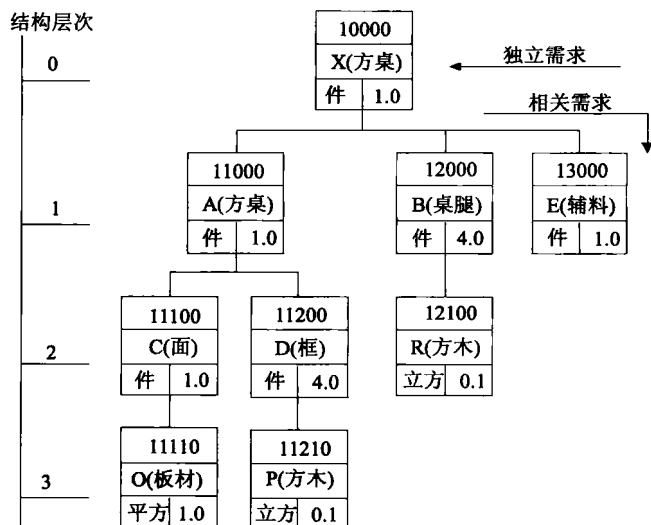 结构层次
10000
0
X(方桌)
独立需求
件 1.0
相关需求
11000
12000
13000
1
A(方桌)
B(桌腿)
E(辅料)
件 1.0
件 4.0
件 1.0
11100
11200
12100
2
C(面)
D(框)
R(方木)
件 1.0
件 4.0
立方 0.1
11110
11210
3
O(板材)
P(方木)
平方 1.0
立方 0.1